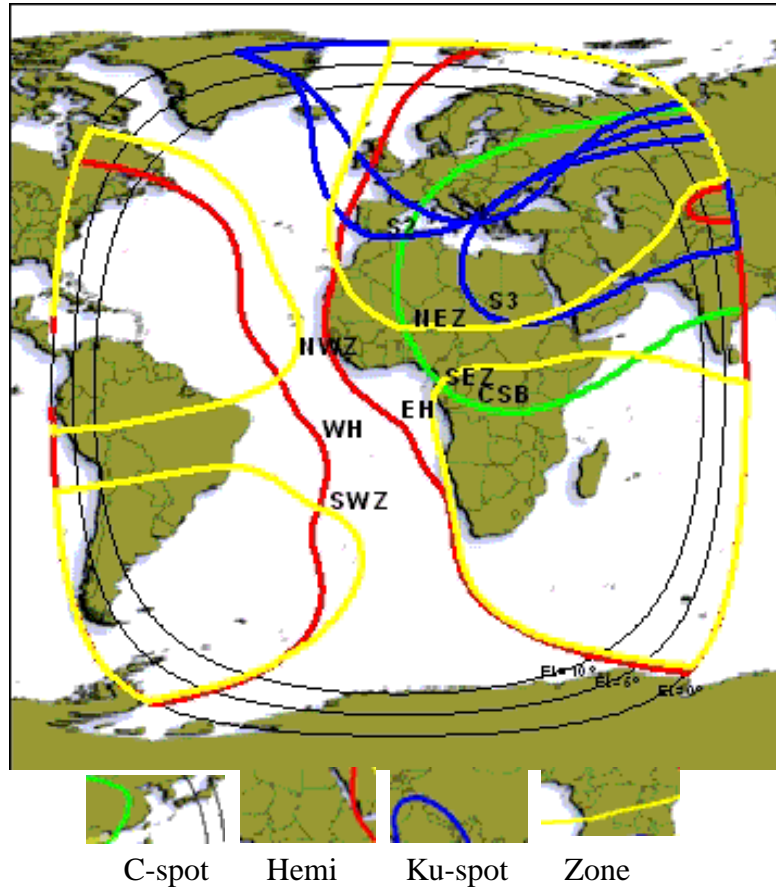 S2
S3
NEZ
NWZ
SEZ
CSB
EH
WH
SWZ
El=10°
El=5°
El=0°
C-spot Hemi Ku-spot Zone